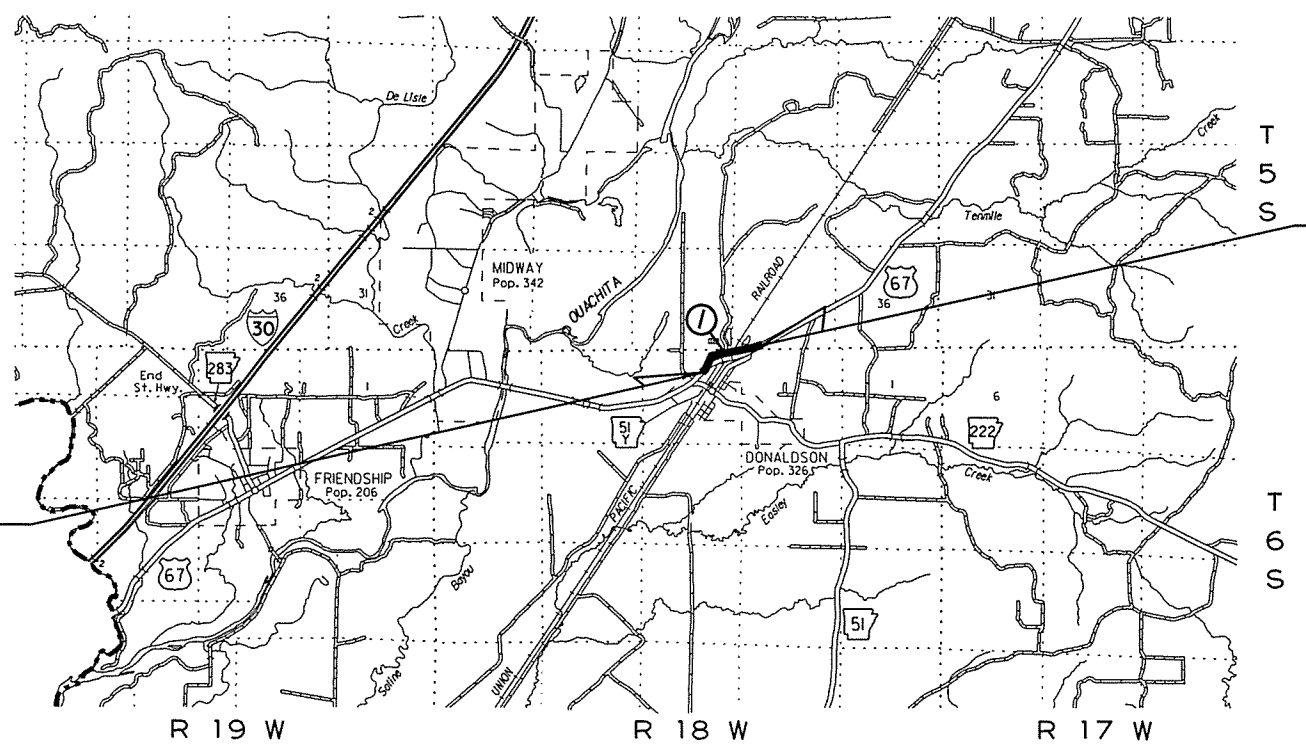 De Lisle
Creek
T
5
S
2
Tenmile
MIDWAY
Pop. 342
OUACHITA
RAILROAD
67
36
31
2
36
31
30
Creek
1
283
End
St. Hwy.
6
222
51
Y
DONALDSON
Pop. 326
FRIENDSHIP
Pop. 206
Creek
PACIFIC
Easley
T
6
S
2
67
Bayou
51
Saline
UNION
R 19 W
R 18 W
R 17 W